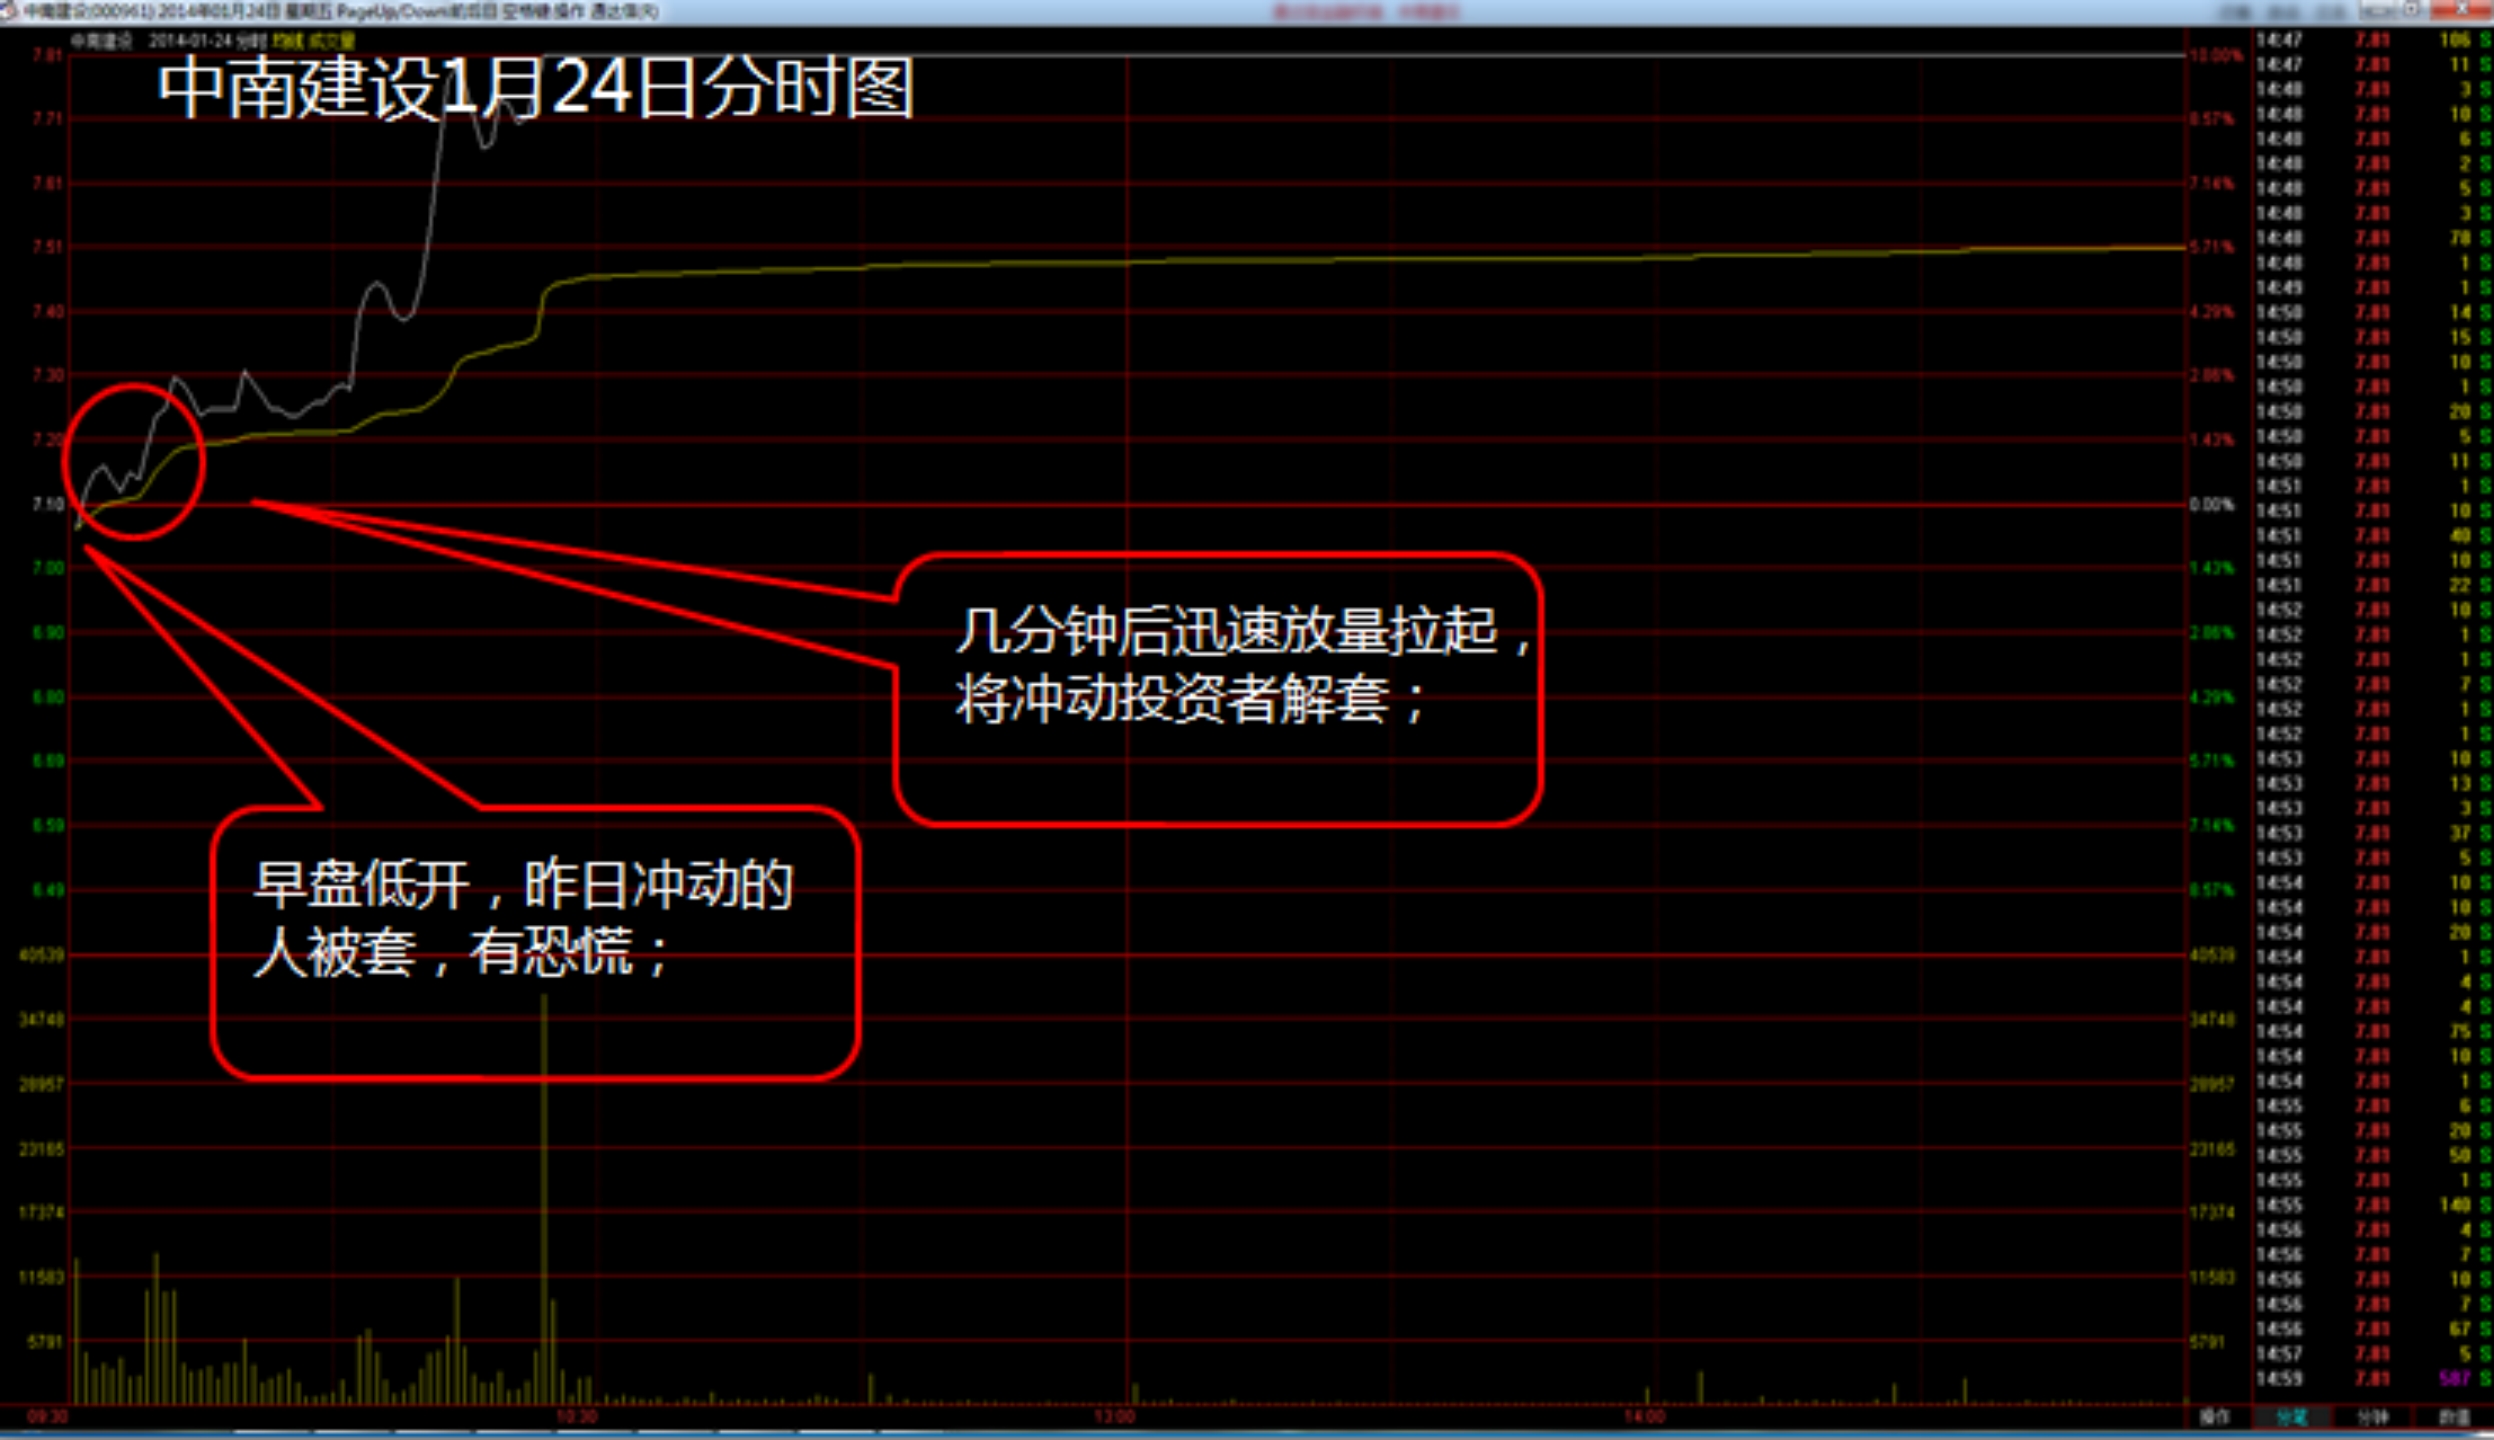 中南建设(000961) 2014年01月24日 星期五 PageUp/Down:前后日 空格键:操作 通达信(R)
中南建设 2014-01-24 分时 均线 成交量
中南建设1月24日分时图
几分钟后迅速放量拉起，
将冲动投资者解套；
早盘低开，昨日冲动的
人被套，有恐慌；
7.81 10.00%
7.71 8.57%
7.61 7.14%
7.51 5.71%
7.40 4.29%
7.30 2.86%
7.20 1.43%
7.10 0.00%
7.00 1.43%
6.90 2.86%
6.80 4.29%
6.69 5.71%
6.59 7.14%
6.49 8.57%
40539 40539
34748 34748
28957 28957
23165 23165
17374 17374
11583 11583
5791 5791
09:30 10:30 13:00 14:00
操作 分笔 分钟 数值
14:47 7.81 106 S
14:47 7.81 11 S
14:48 7.81 3 S
14:48 7.81 10 S
14:48 7.81 6 S
14:48 7.81 2 S
14:48 7.81 5 S
14:48 7.81 3 S
14:48 7.81 78 S
14:48 7.81 1 S
14:49 7.81 1 S
14:50 7.81 14 S
14:50 7.81 15 S
14:50 7.81 10 S
14:50 7.81 1 S
14:50 7.81 20 S
14:50 7.81 5 S
14:50 7.81 11 S
14:51 7.81 1 S
14:51 7.81 10 S
14:51 7.81 40 S
14:51 7.81 10 S
14:51 7.81 22 S
14:52 7.81 10 S
14:52 7.81 1 S
14:52 7.81 1 S
14:52 7.81 7 S
14:52 7.81 1 S
14:52 7.81 1 S
14:53 7.81 10 S
14:53 7.81 13 S
14:53 7.81 3 S
14:53 7.81 37 S
14:53 7.81 5 S
14:54 7.81 10 S
14:54 7.81 10 S
14:54 7.81 20 S
14:54 7.81 1 S
14:54 7.81 4 S
14:54 7.81 4 S
14:54 7.81 75 S
14:54 7.81 10 S
14:54 7.81 1 S
14:55 7.81 6 S
14:55 7.81 20 S
14:55 7.81 50 S
14:55 7.81 1 S
14:55 7.81 140 S
14:56 7.81 4 S
14:56 7.81 7 S
14:56 7.81 10 S
14:56 7.81 7 S
14:56 7.81 67 S
14:57 7.81 5 S
14:59 7.81 587 S